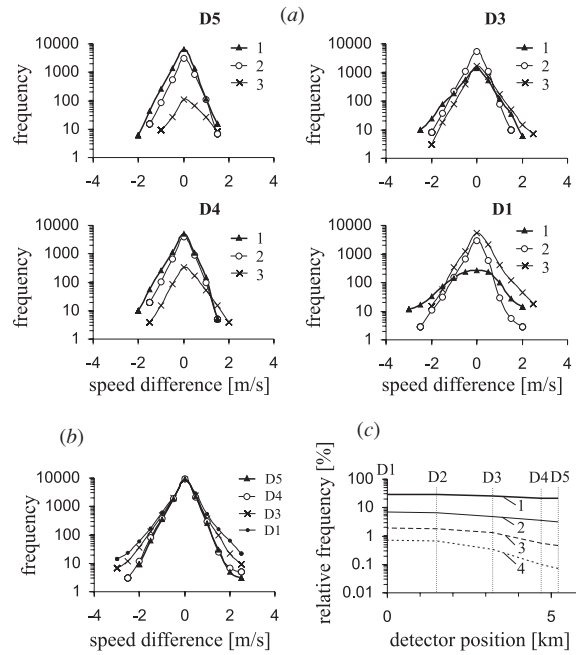 (a)
D5
frequency
10000
1000
100
10
1
-4 -2 0 2 4
m/s
1
2
3
D3
frequency
10000
1000
100
10
1
-4 -2 0 2 4
m/s
1
2
3
D4
frequency
10000
1000
100
10
1
-4 -2 0 2 4
speed difference [m/s]
1
2
3
D1
frequency
10000
1000
100
10
1
-4 -2 0 2 4
speed difference [m/s]
1
2
3
(b)
frequency
10000
1000
100
10
1
-4 -2 0 2 4
speed difference [m/s]
D5
D4
D3
D1
(c)
relative frequency [%]
D1 D2 D3 D4 D5
100
10
1
0.1
0.01
1
2
3
4
0 5
detector position [km]